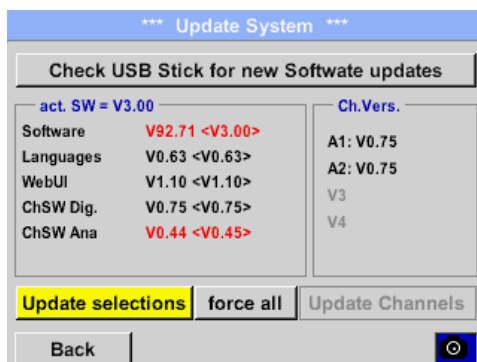 *** Update System ***
Check USB Stick for new Softwate updates
act. SW = V3.00
Software V92.71 <V3.00>
Languages V0.63 <V0.63>
WebUI V1.10 <V1.10>
ChSW Dig. V0.75 <V0.75>
ChSW Ana V0.44 <V0.45>
Ch.Vers.
A1: V0.75
A2: V0.75
V3
V4
Update selections force all Update Channels
Back